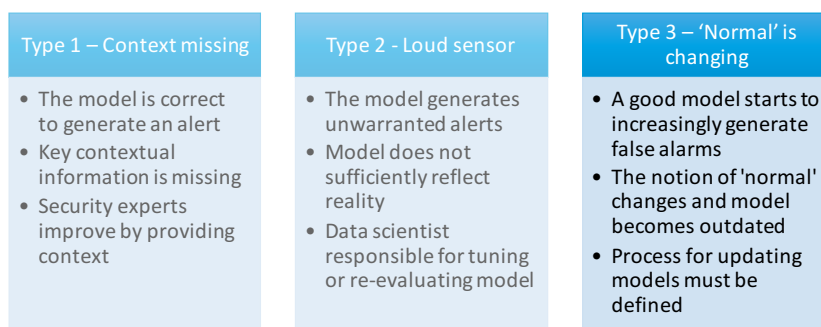 Type 1 – Context missing
• The model is correct
to generate an alert
• Key contextual
information is missing
• Security experts
improve by providing
context
Type 2 - Loud sensor
• The model generates
unwarranted alerts
• Model does not
sufficiently reflect
reality
• Data scientist
responsible for tuning
or re-evaluating model
Type 3 – ‘Normal’ is
changing
• A good model starts to
increasingly generate
false alarms
• The notion of 'normal'
changes and model
becomes outdated
• Process for updating
models must be
defined